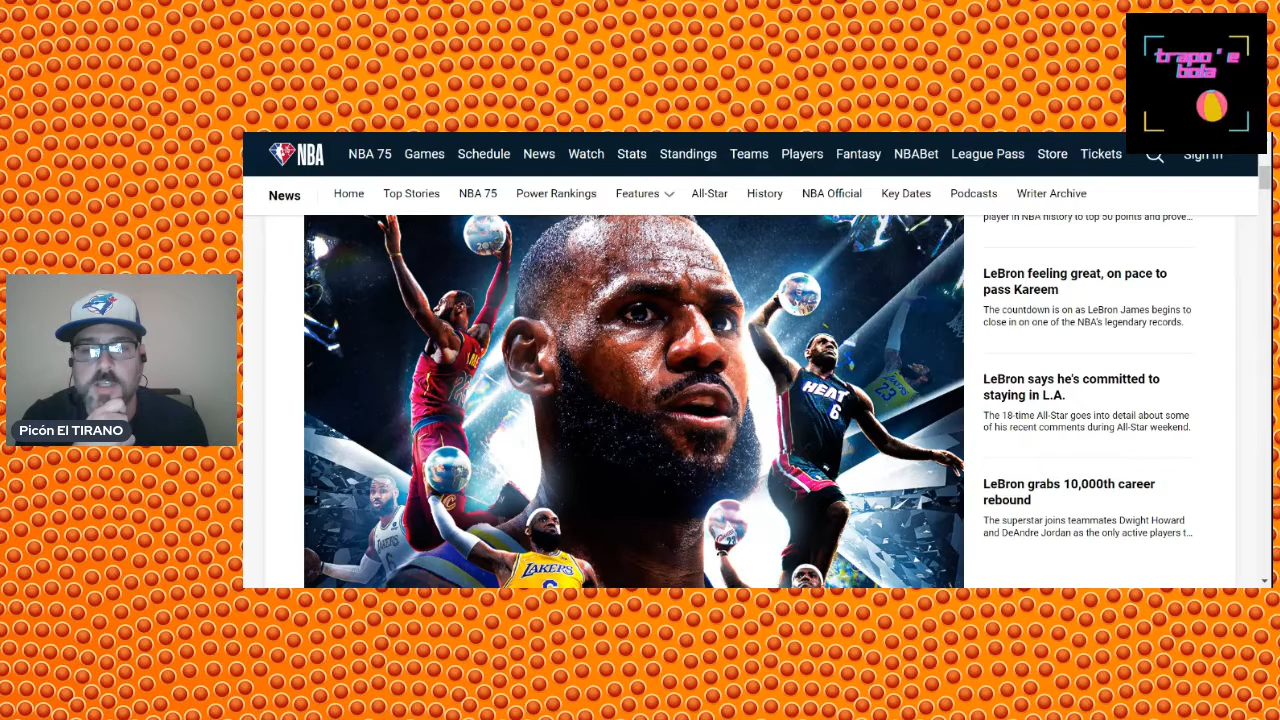 trapo'e
bola
NBA
NBA 75 Games Schedule News Watch Stats Standings Teams Players Fantasy NBABet League Pass Store Tickets Sign In
News Home Top Stories NBA 75 Power Rankings Features All-Star History NBA Official Key Dates Podcasts Writer Archive
player in NBA history to top 50 points and prove...
LeBron feeling great, on pace to
pass Kareem
The countdown is on as LeBron James begins to
close in on one of the NBA's legendary records.
LeBron says he's committed to
staying in L.A.
The 18-time All-Star goes into detail about some
of his recent comments during All-Star weekend.
LeBron grabs 10,000th career
rebound
The superstar joins teammates Dwight Howard
and DeAndre Jordan as the only active players t...
HEAT
6
23
LAKERS
Picón El TIRANO